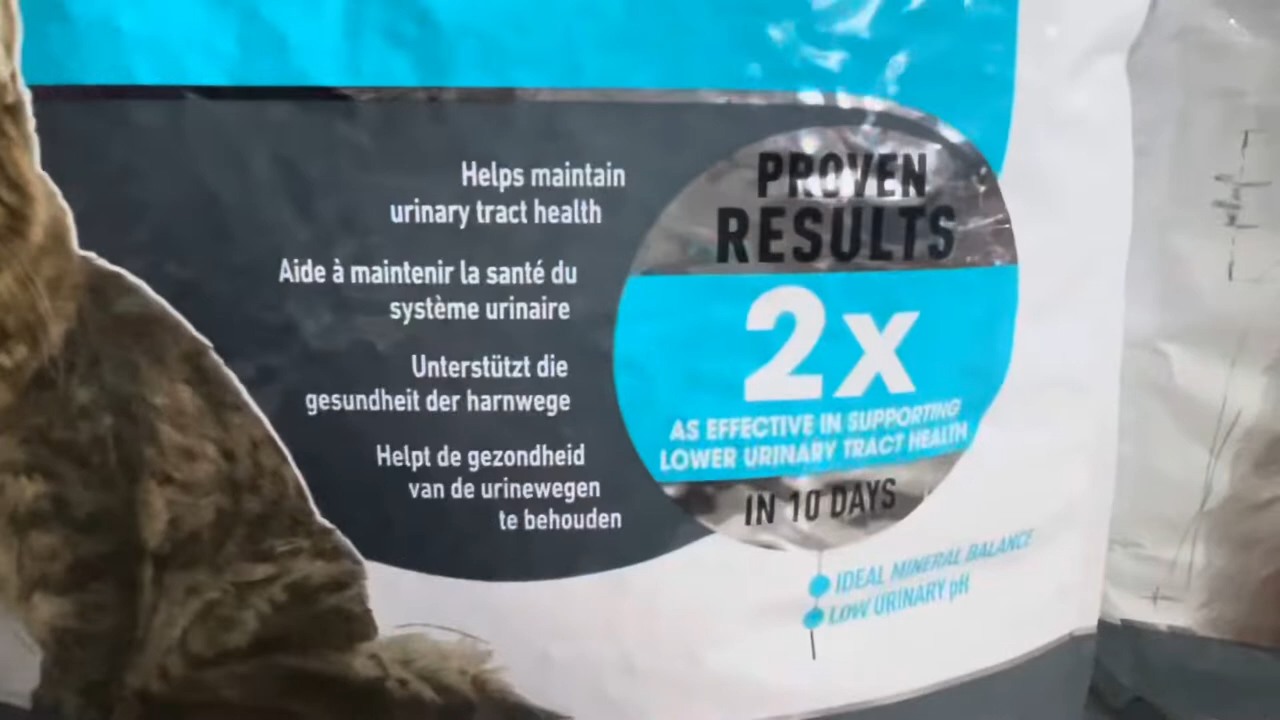 Helps maintain
urinary tract health
Aide à maintenir la santé du
système urinaire
Unterstützt die
gesundheit der harnwege
Helpt de gezondheid
van de urinewegen
te behouden
PROVEN
RESULTS
2x
AS EFFECTIVE IN SUPPORTING
LOWER URINARY TRACT HEALTH
IN 10 DAYS
IDEAL MINERAL BALANCE
LOW URINARY pH